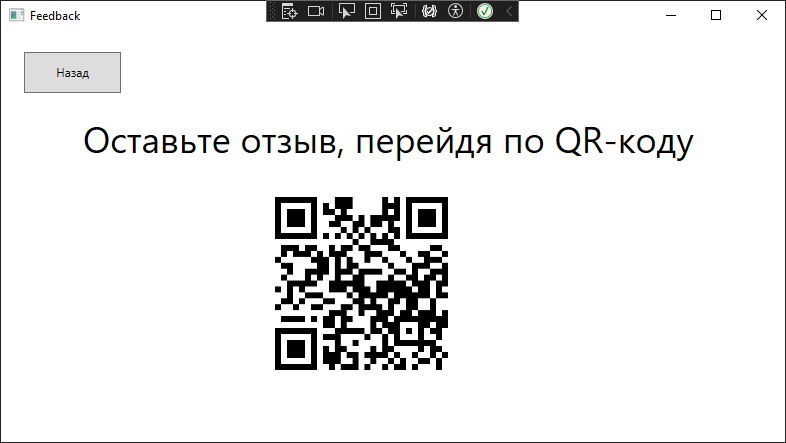 Feedback
Назад
Оставьте отзыв, перейдя по QR-коду